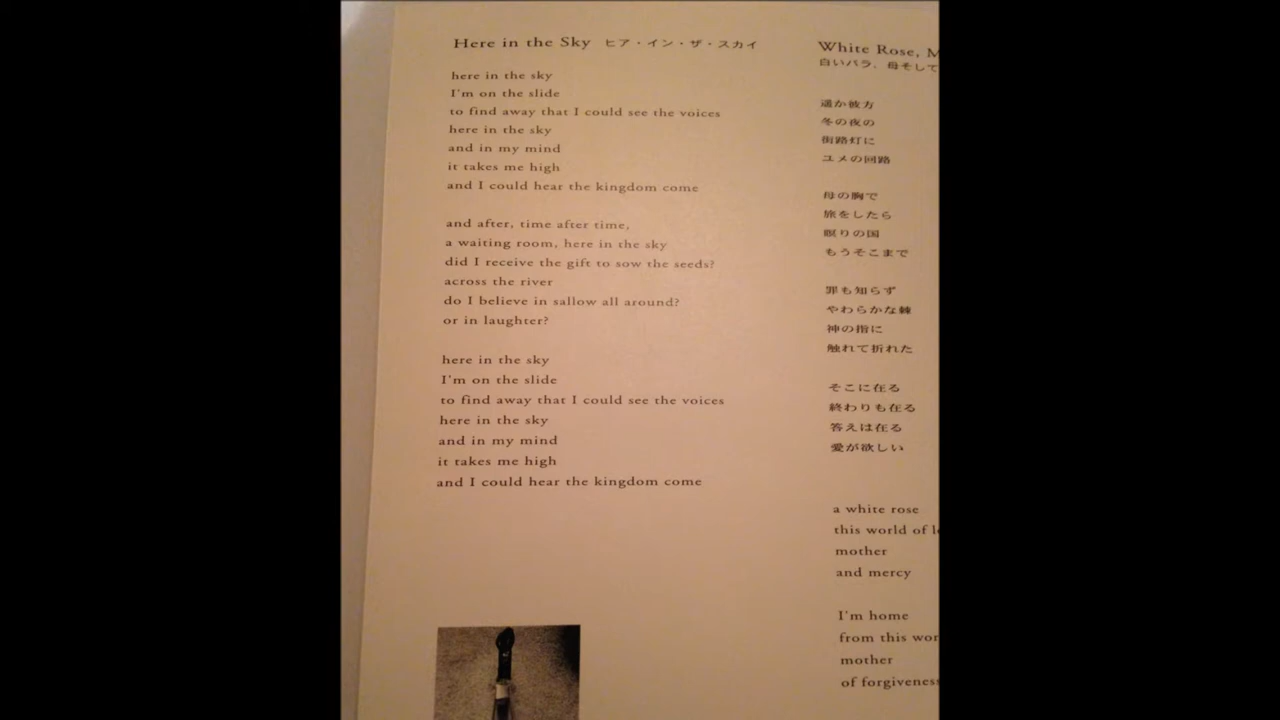 Here in the Sky ヒア・イン・ザ・スカイ
here in the sky
I'm on the slide
to find away that I could see the voices
here in the sky
and in my mind
it takes me high
and I could hear the kingdom come
and after, time after time,
a waiting room, here in the sky
did I receive the gift to sow the seeds?
across the river
do I believe in sallow all around?
or in laughter?
here in the sky
I'm on the slide
to find away that I could see the voices
here in the sky
and in my mind
it takes me high
and I could hear the kingdom come
White Rose, M
白いバラ、母そして
遥か彼方
冬の夜の
街路灯に
ユメの回路
母の胸で
旅をしたら
眠りの国
もうそこまで
罪も知らず
やわらかな棘
神の指に
触れて折れた
そこに在る
終わりも在る
答えは在る
愛が欲しい
a white rose
this world of l
mother
and mercy
I'm home
from this wor
mother
of forgiveness